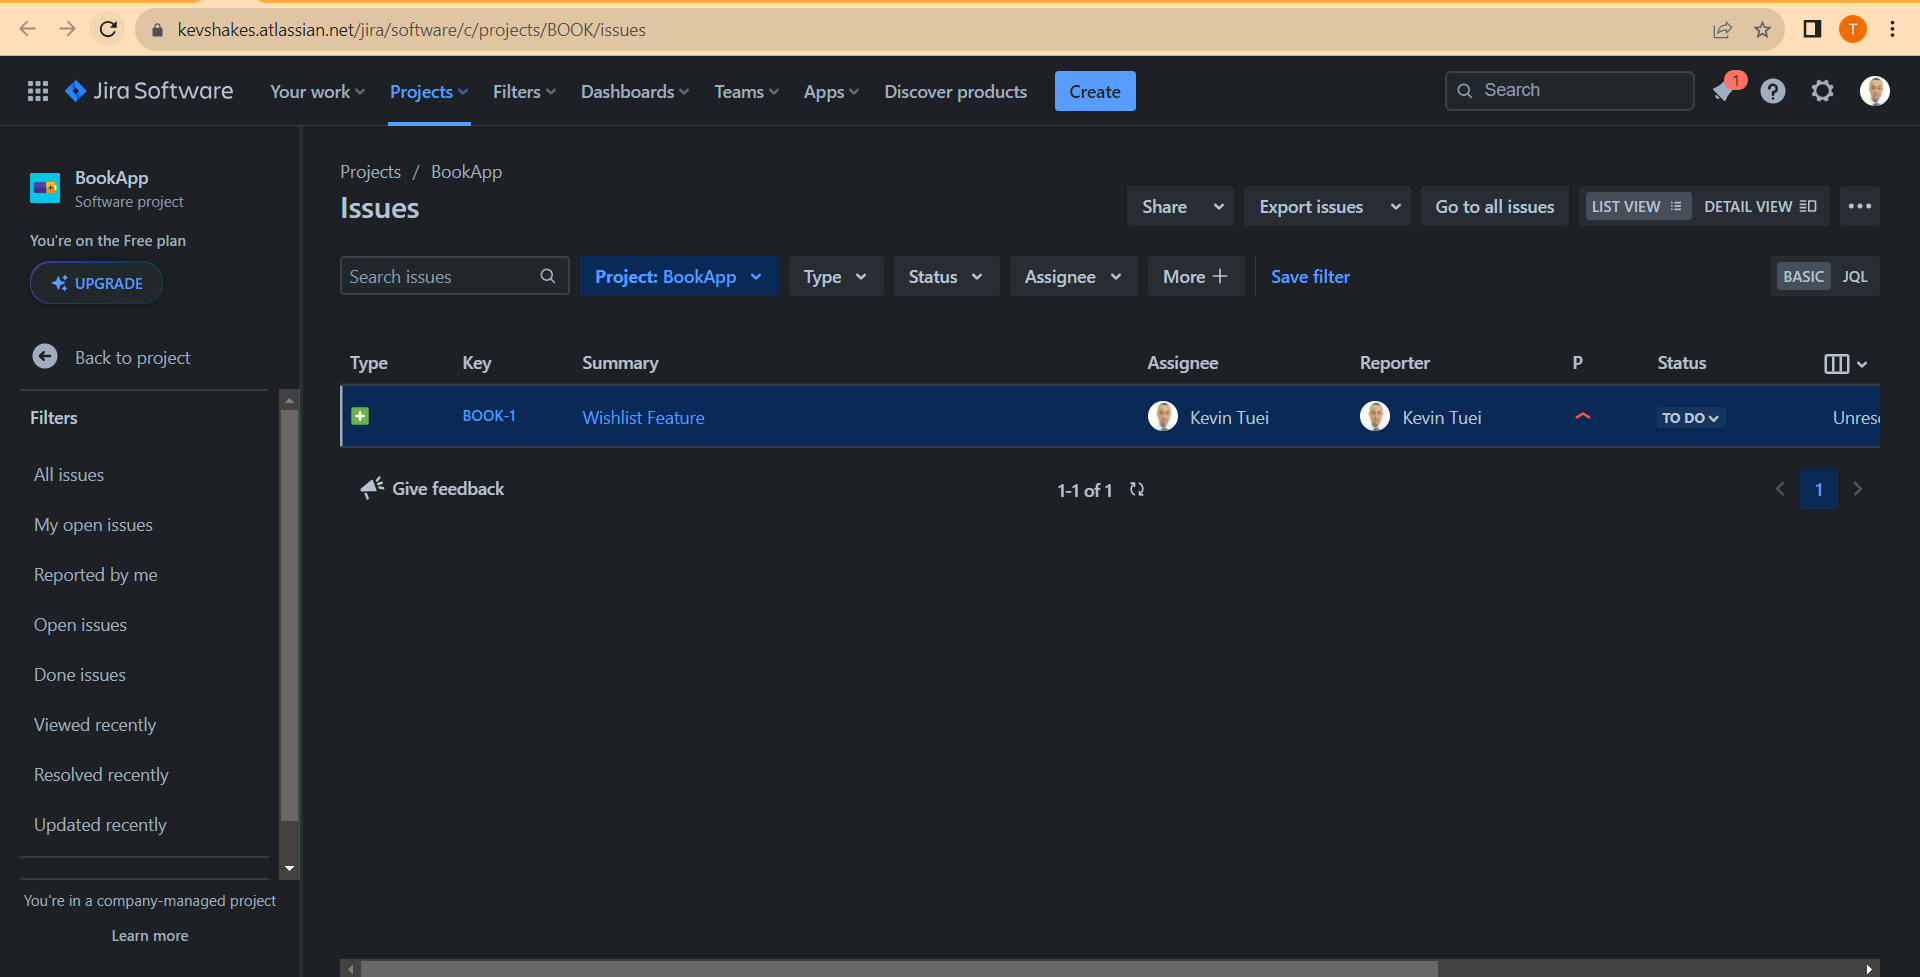 kevshakes.atlassian.net/jira/software/c/projects/BOOK/issues
T
Jira Software Your work Projects Filters Dashboards Teams Apps Discover products Create Search 1
BookApp
Software project
You're on the Free plan
UPGRADE
Back to project
Filters
All issues
My open issues
Reported by me
Open issues
Done issues
Viewed recently
Resolved recently
Updated recently
You're in a company-managed project
Learn more
Projects / BookApp
Issues
Share Export issues Go to all issues LIST VIEW DETAIL VIEW
Search issues Project: BookApp Type Status Assignee More Save filter BASIC JQL
Type Key Summary Assignee Reporter P Status
BOOK-1 Wishlist Feature Kevin Tuei Kevin Tuei TO DO Unres
Give feedback 1-1 of 1 1